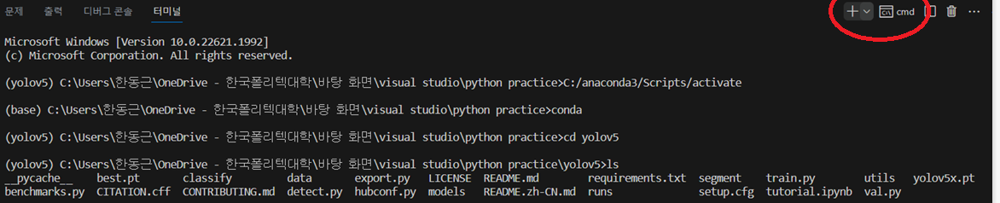 문제 출력 디버그 콘솔 터미널 cmd
Microsoft Windows [Version 10.0.22621.1992]
(c) Microsoft Corporation. All rights reserved.
(yolov5) C:\Users\한동근\OneDrive - 한국폴리텍대학\바탕 화면\visual studio\python practice>C:/anaconda3/Scripts/activate
(base) C:\Users\한동근\OneDrive - 한국폴리텍대학\바탕 화면\visual studio\python practice>conda
(yolov5) C:\Users\한동근\OneDrive - 한국폴리텍대학\바탕 화면\visual studio\python practice>cd yolov5
(yolov5) C:\Users\한동근\OneDrive - 한국폴리텍대학\바탕 화면\visual studio\python practice\yolov5>ls
__pycache__ best.pt classify data export.py LICENSE README.md requirements.txt segment train.py utils yolov5x.pt
benchmarks.py CITATION.cff CONTRIBUTING.md detect.py hubconf.py models README.zh-CN.md runs setup.cfg tutorial.ipynb val.py